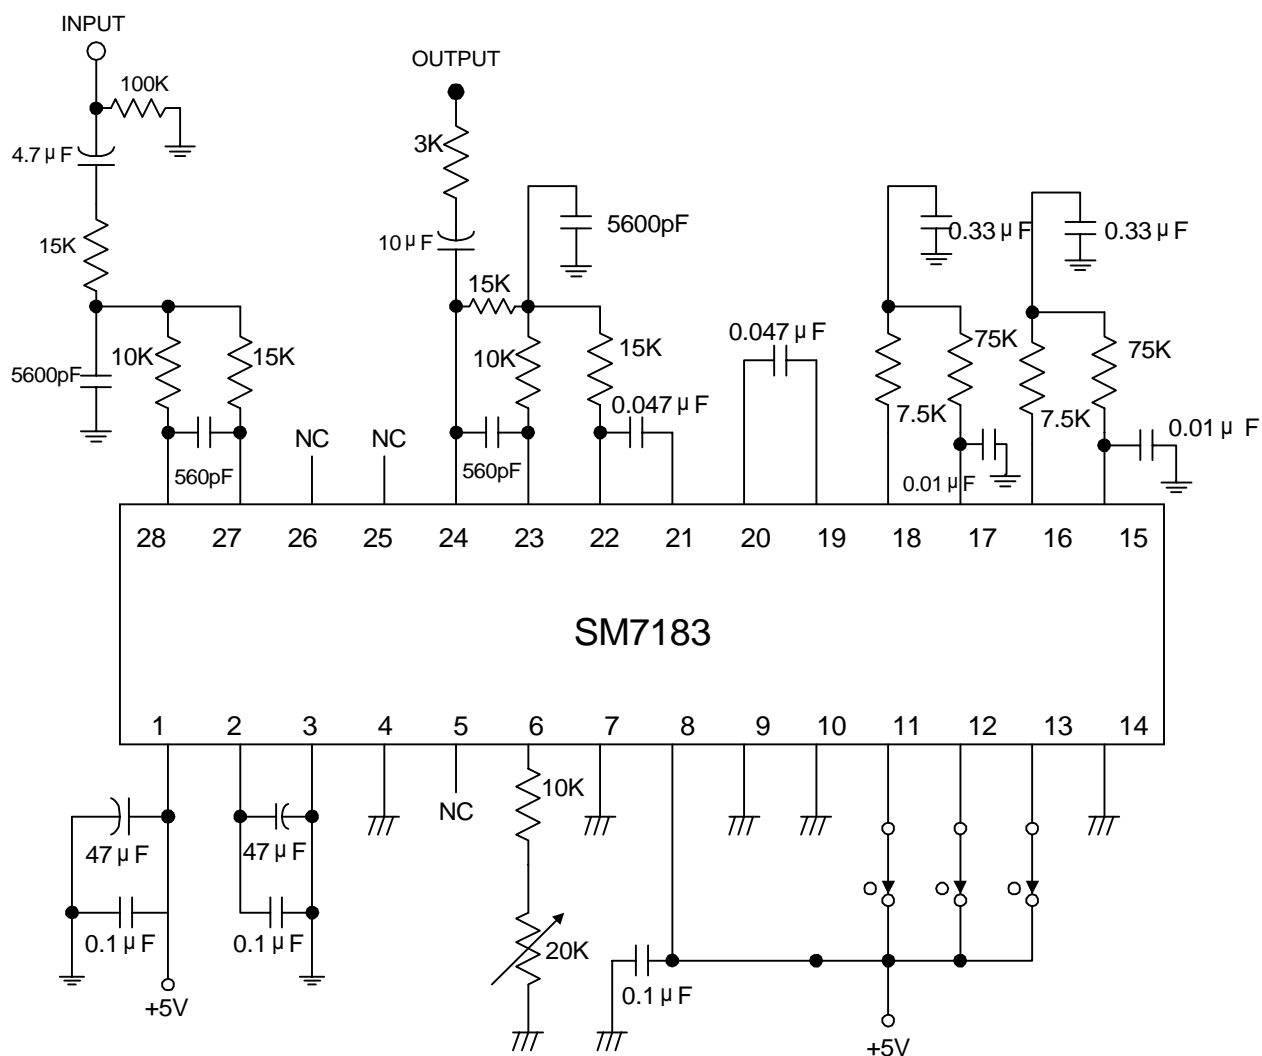 INPUT
OUTPUT
100K
3K
4.7μF
5600pF
0.33μF
0.33μF
15K
10μF
15K
0.047μF
10K
15K
10K
15K
75K
75K
5600pF
0.047μF
7.5K
7.5K
0.01μF
NC
NC
560pF
560pF
0.01μF
28 27 26 25 24 23 22 21 20 19 18 17 16 15
SM7183
1 2 3 4 5 6 7 8 9 10 11 12 13 14
10K
NC
47μF
47μF
0.1μF
0.1μF
20K
0.1μF
+5V
+5V